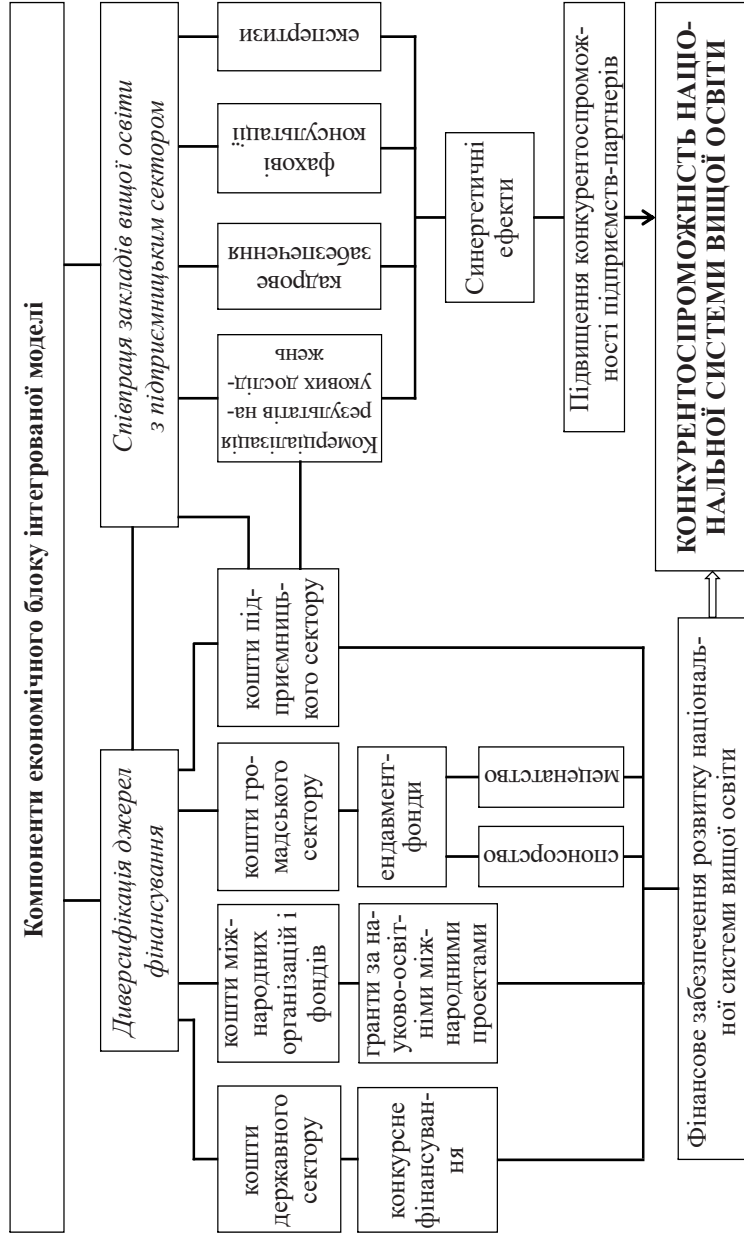 Компоненти економічного блоку інтегрованої моделі
Диверсифікація джерел
фінансування
Співпраця закладів вищої освіти
з підприємницьким сектором
кошти
державного
сектору
кошти між-
народних
організацій і
фондів
кошти гро-
мадського
сектору
кошти під-
приємниць-
кого сектору
Комерціалізація
результатів на-
укових дослід-
жень
кадрове
забезпечення
фахові
консультації
експертизи
конкурсне
фінансуван-
ня
гранти за на-
уково-освіт-
німи між-
народними
проектами
ендавмент-
фонди
спонсорство
меценатство
Синергетичні
ефекти
Підвищення конкурентоспромож-
ності підприємств-партнерів
Фінансове забезпечення розвитку національ-
ної системи вищої освіти
КОНКУРЕНТОСПРОМОЖНІСТЬ НАЦІО-
НАЛЬНОЇ СИСТЕМИ ВИЩОЇ ОСВІТИ